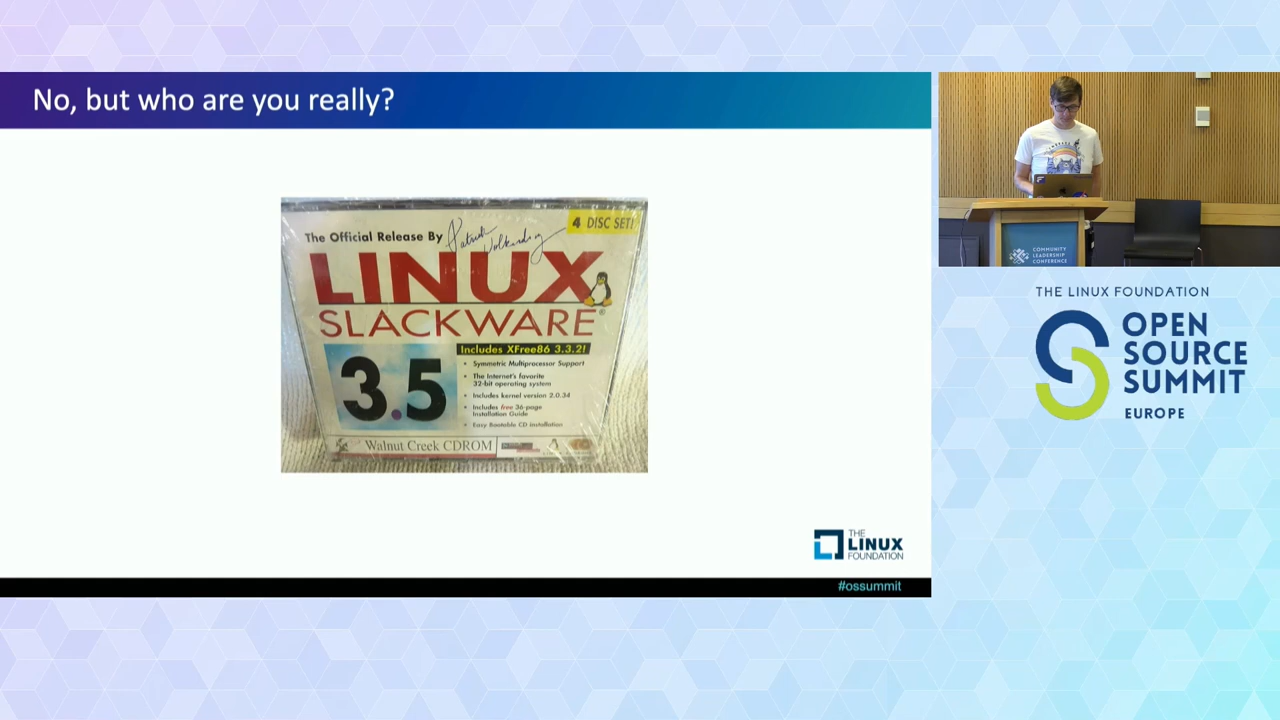 No, but who are you really?
The Official Release By Patrick Volkerding
4 DISC SET!
LINUX
SLACKWARE®
3.5
Includes XFree86 3.3.2!
• Symmetric Multiprocessor Support
• The Internet's favorite
32-bit operating system
• Includes kernel version 2.0.34
• Includes free 36-page
Installation Guide
• Easy Bootable CD installation
Walnut Creek CDROM
THE
LINUX
FOUNDATION
#ossummit
COMMUNITY
LEADERSHIP
CONFERENCE
THE LINUX FOUNDATION
OPEN
SOURCE
SUMMIT
EUROPE